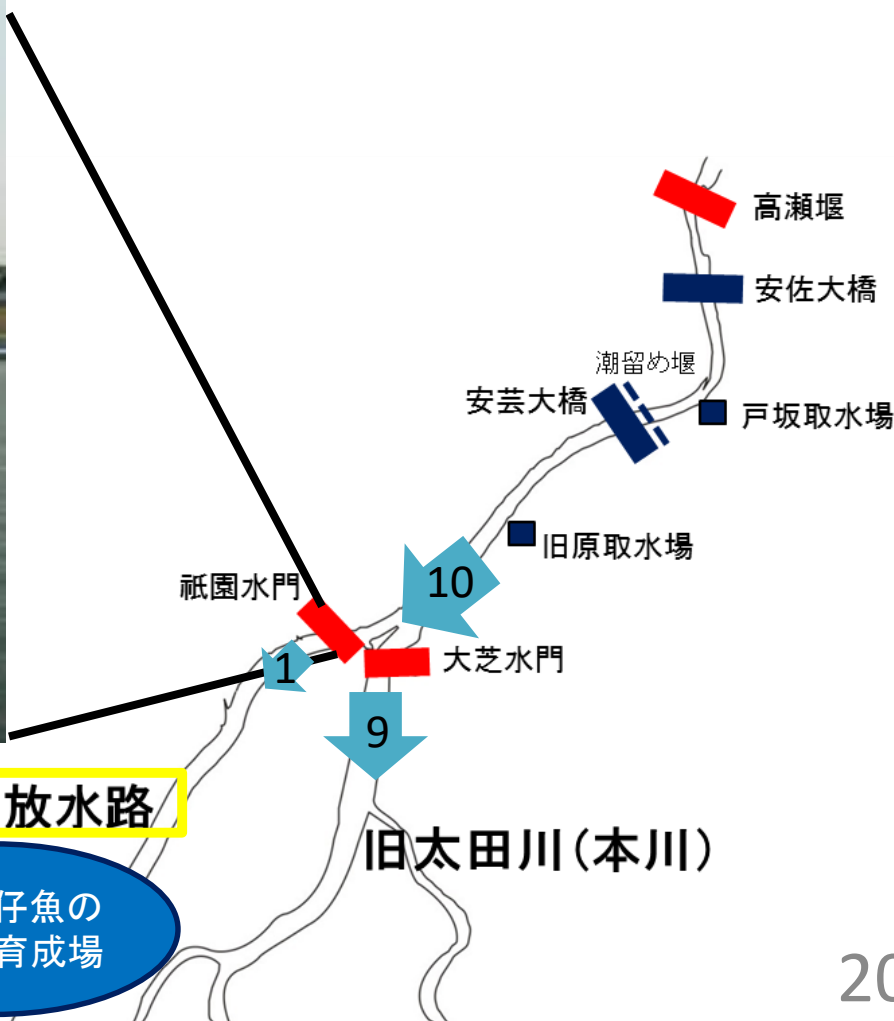 高瀬堰
安佐大橋
潮留め堰
安芸大橋
戸坂取水場
旧原取水場
祇園水門
10
1
大芝水門
9
放水路
旧太田川(本川)
仔魚の
育成場
20